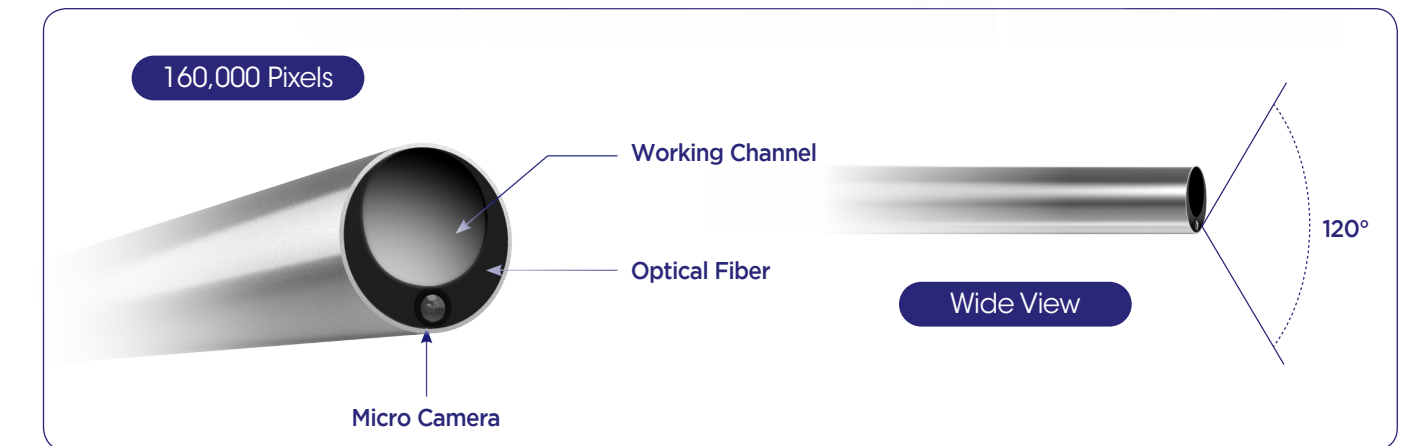 160,000 Pixels
Working Channel
Optical Fiber
Micro Camera
120°
Wide View